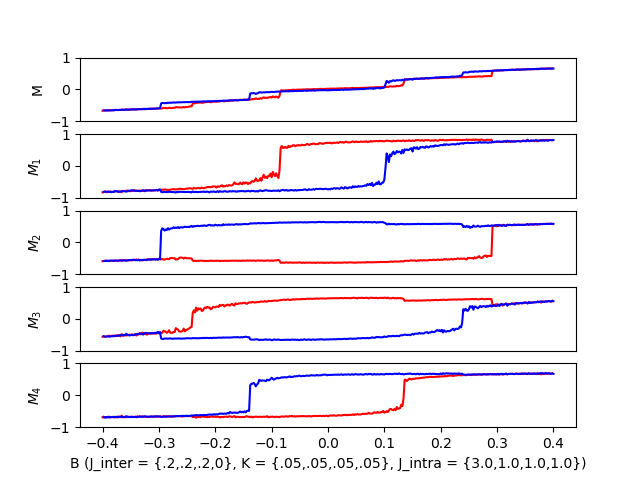 M
1
0
−1
M1
1
0
−1
M2
1
0
−1
M3
1
0
−1
M4
1
0
−1
−0.4 −0.3 −0.2 −0.1 0.0 0.1 0.2 0.3 0.4
B (J_inter = {.2,.2,.2,0}, K = {.05,.05,.05,.05}, J_intra = {3.0,1.0,1.0,1.0})